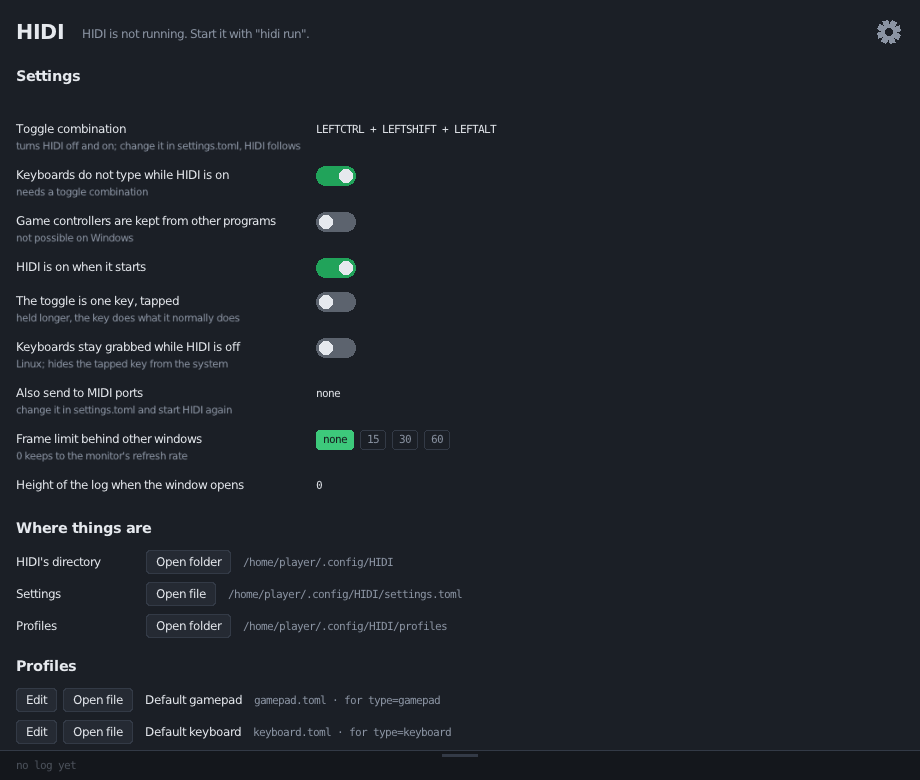 HIDI HIDI is not running. Start it with "hidi run".
Settings
Toggle combination LEFTCTRL + LEFTSHIFT + LEFTALT
turns HIDI off and on; change it in settings.toml, HIDI follows
Keyboards do not type while HIDI is on
needs a toggle combination
Game controllers are kept from other programs
not possible on Windows
HIDI is on when it starts
The toggle is one key, tapped
held longer, the key does what it normally does
Keyboards stay grabbed while HIDI is off
Linux; hides the tapped key from the system
Also send to MIDI ports none
change it in settings.toml and start HIDI again
Frame limit behind other windows none 15 30 60
0 keeps to the monitor's refresh rate
Height of the log when the window opens 0
Where things are
HIDI's directory Open folder /home/player/.config/HIDI
Settings Open file /home/player/.config/HIDI/settings.toml
Profiles Open folder /home/player/.config/HIDI/profiles
Profiles
Edit Open file Default gamepad gamepad.toml · for type=gamepad
Edit Open file Default keyboard keyboard.toml · for type=keyboard
no log yet